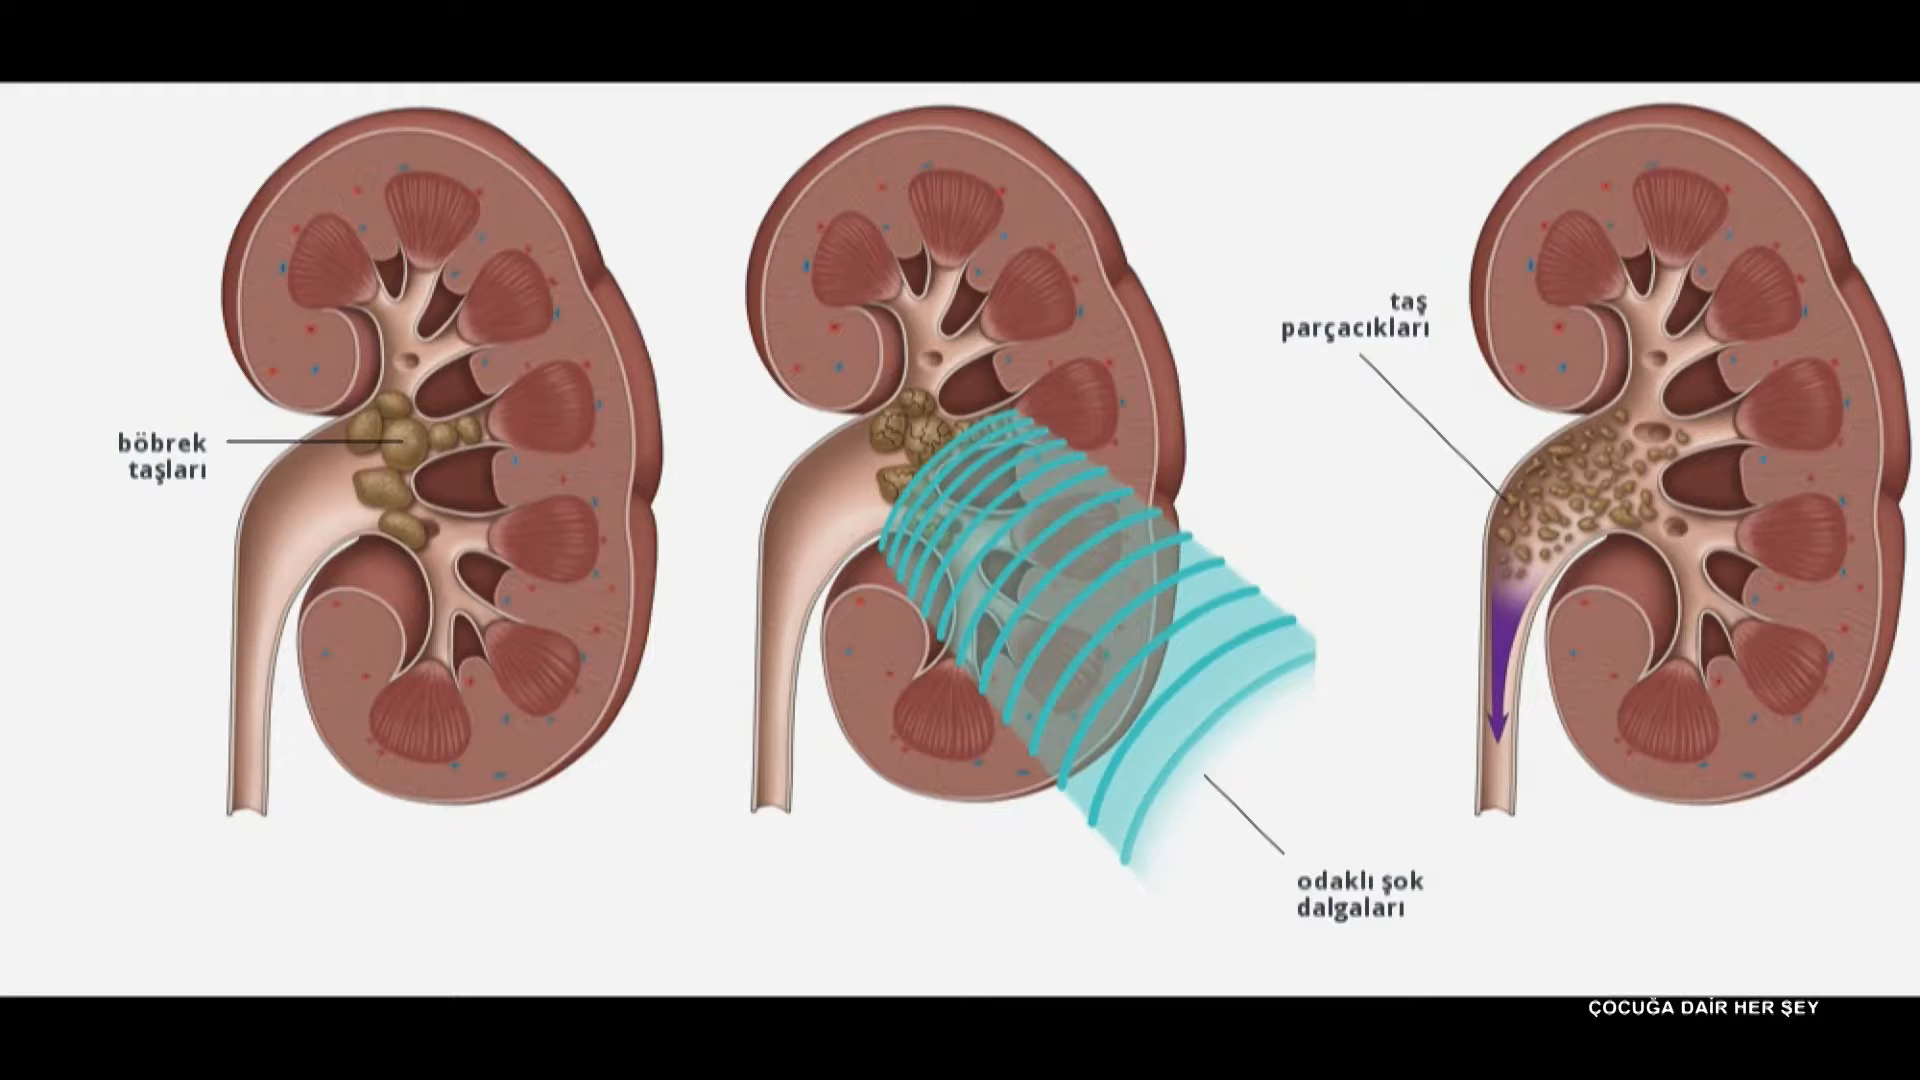 böbrek
taşları
taş
parçacıkları
odaklı şok
dalgaları
ÇOCUĞA DAİR HER ŞEY